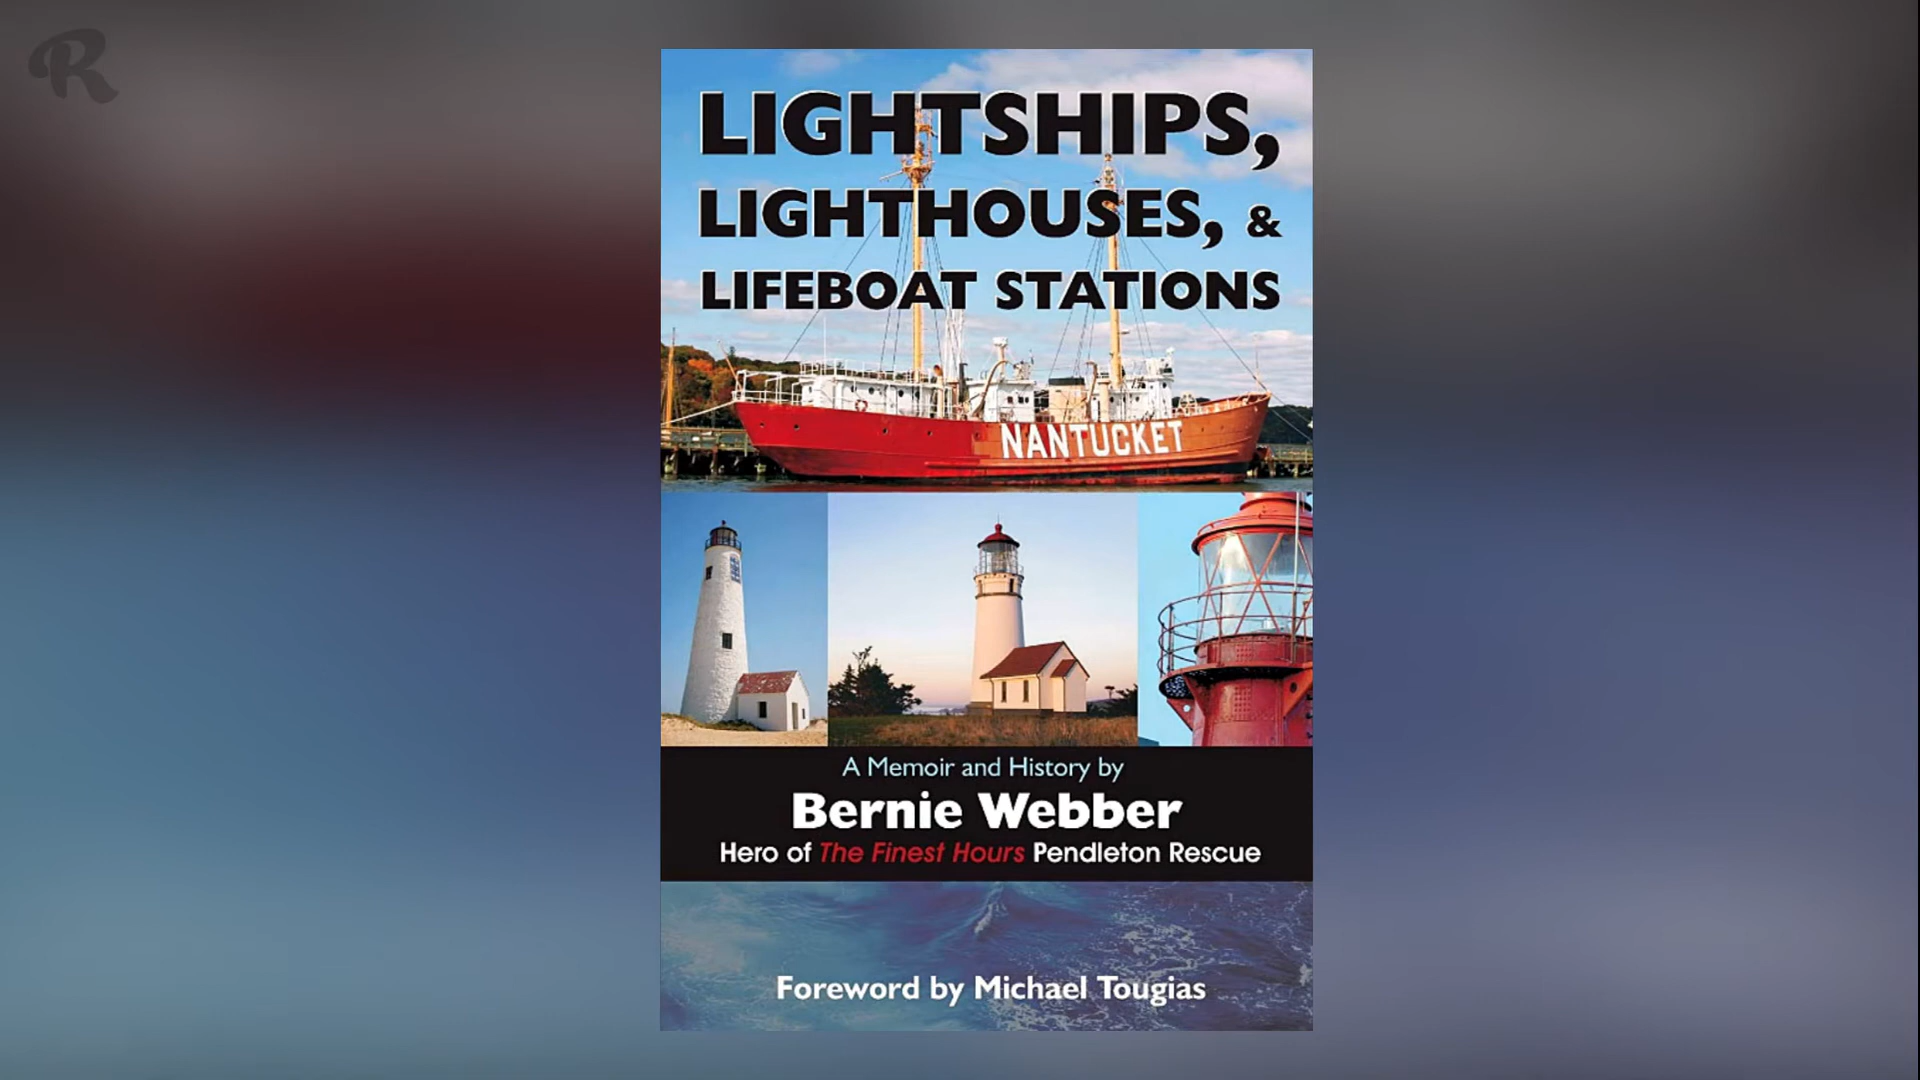 R
LIGHTSHIPS,
LIGHTHOUSES, &
LIFEBOAT STATIONS
NANTUCKET
A Memoir and History by
Bernie Webber
Hero of The Finest Hours Pendleton Rescue
Foreword by Michael Tougias